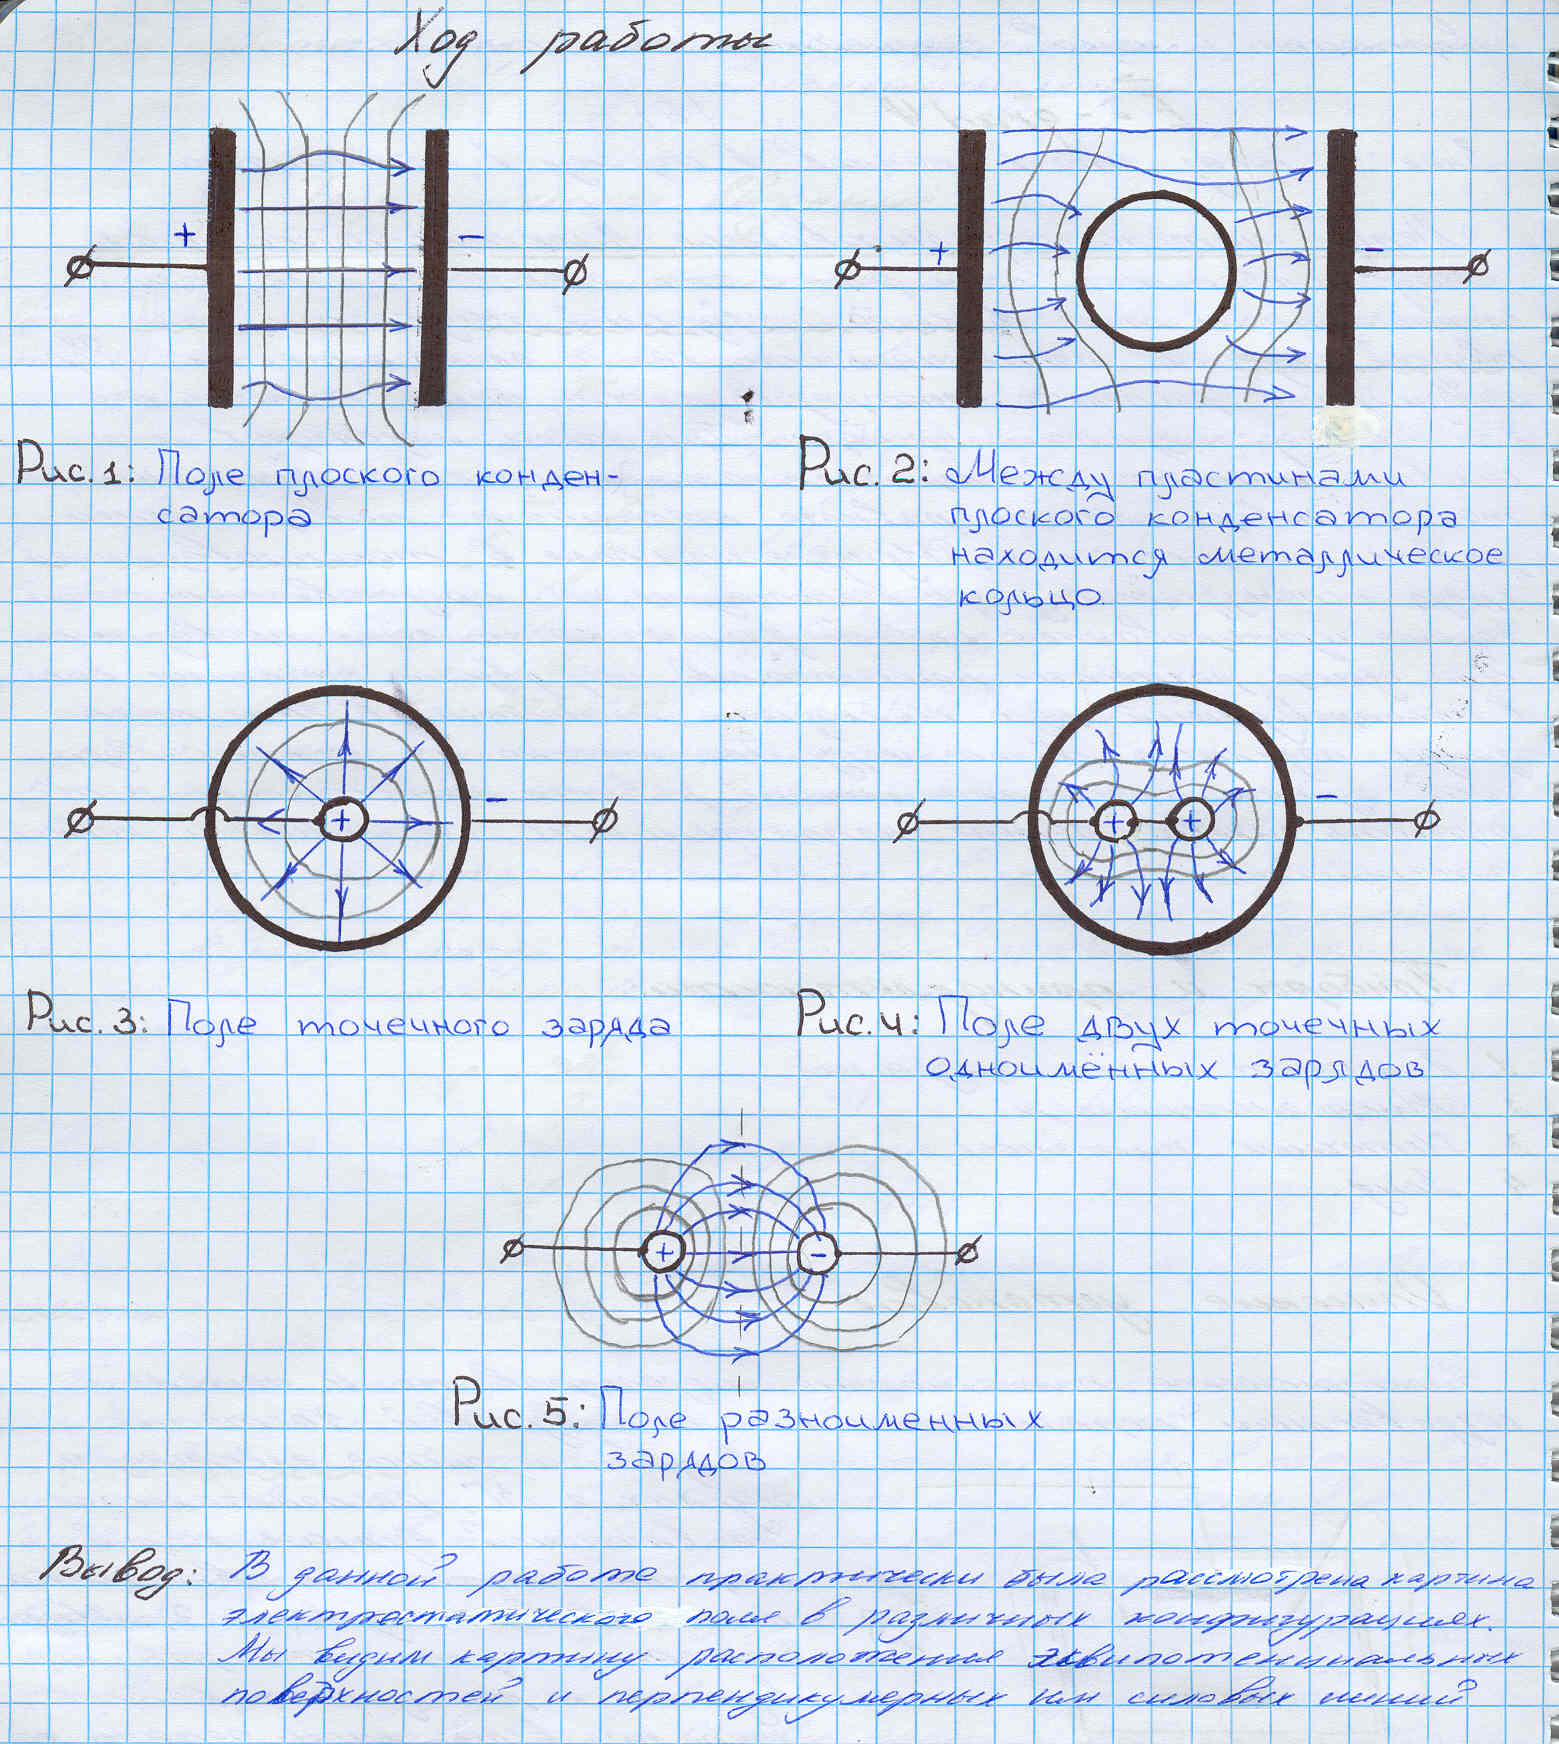 Ход работы
+ - + -
Рис. 1: Поле плоского конден-
сатора
Рис. 2: Между пластинами
плоского конденсатора
находится металлическое
кольцо.
+ - + + -
Рис. 3: Поле точечного заряда
Рис. 4: Поле двух точечных
одноимённых зарядов
+ -
Рис. 5: Поле разноименных
зарядов
Вывод: В данной работе практически была рассмотрена картина
электростатического поля в различных конфигурациях.
Мы видим картину расположения эквипотенциальных
поверхностей и перпендикулярных им силовых линий